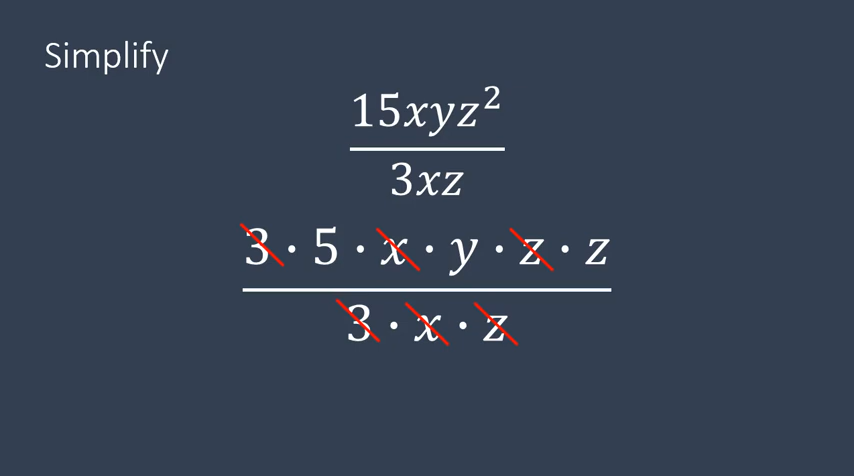 Simplify
15xyz²
3xz
3 · 5 · x · y · z · z
3 · x · z